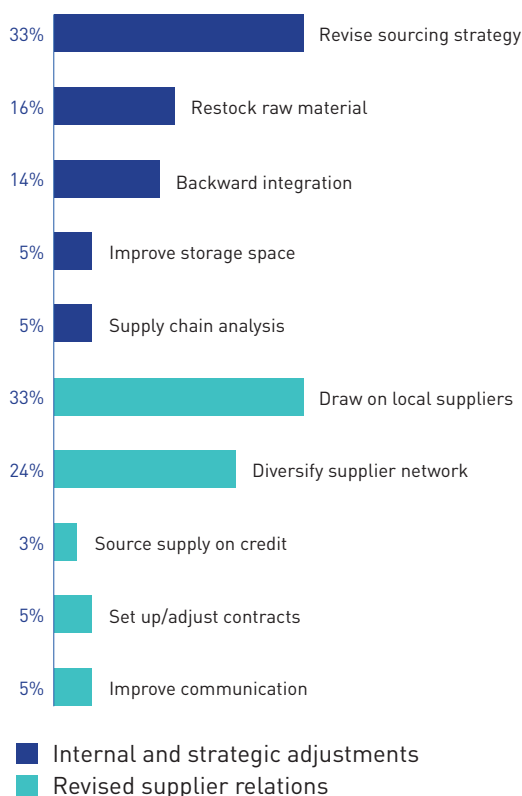 33% Revise sourcing strategy
16% Restock raw material
14% Backward integration
5% Improve storage space
5% Supply chain analysis
33% Draw on local suppliers
24% Diversify supplier network
3% Source supply on credit
5% Set up/adjust contracts
5% Improve communication
Internal and strategic adjustments
Revised supplier relations